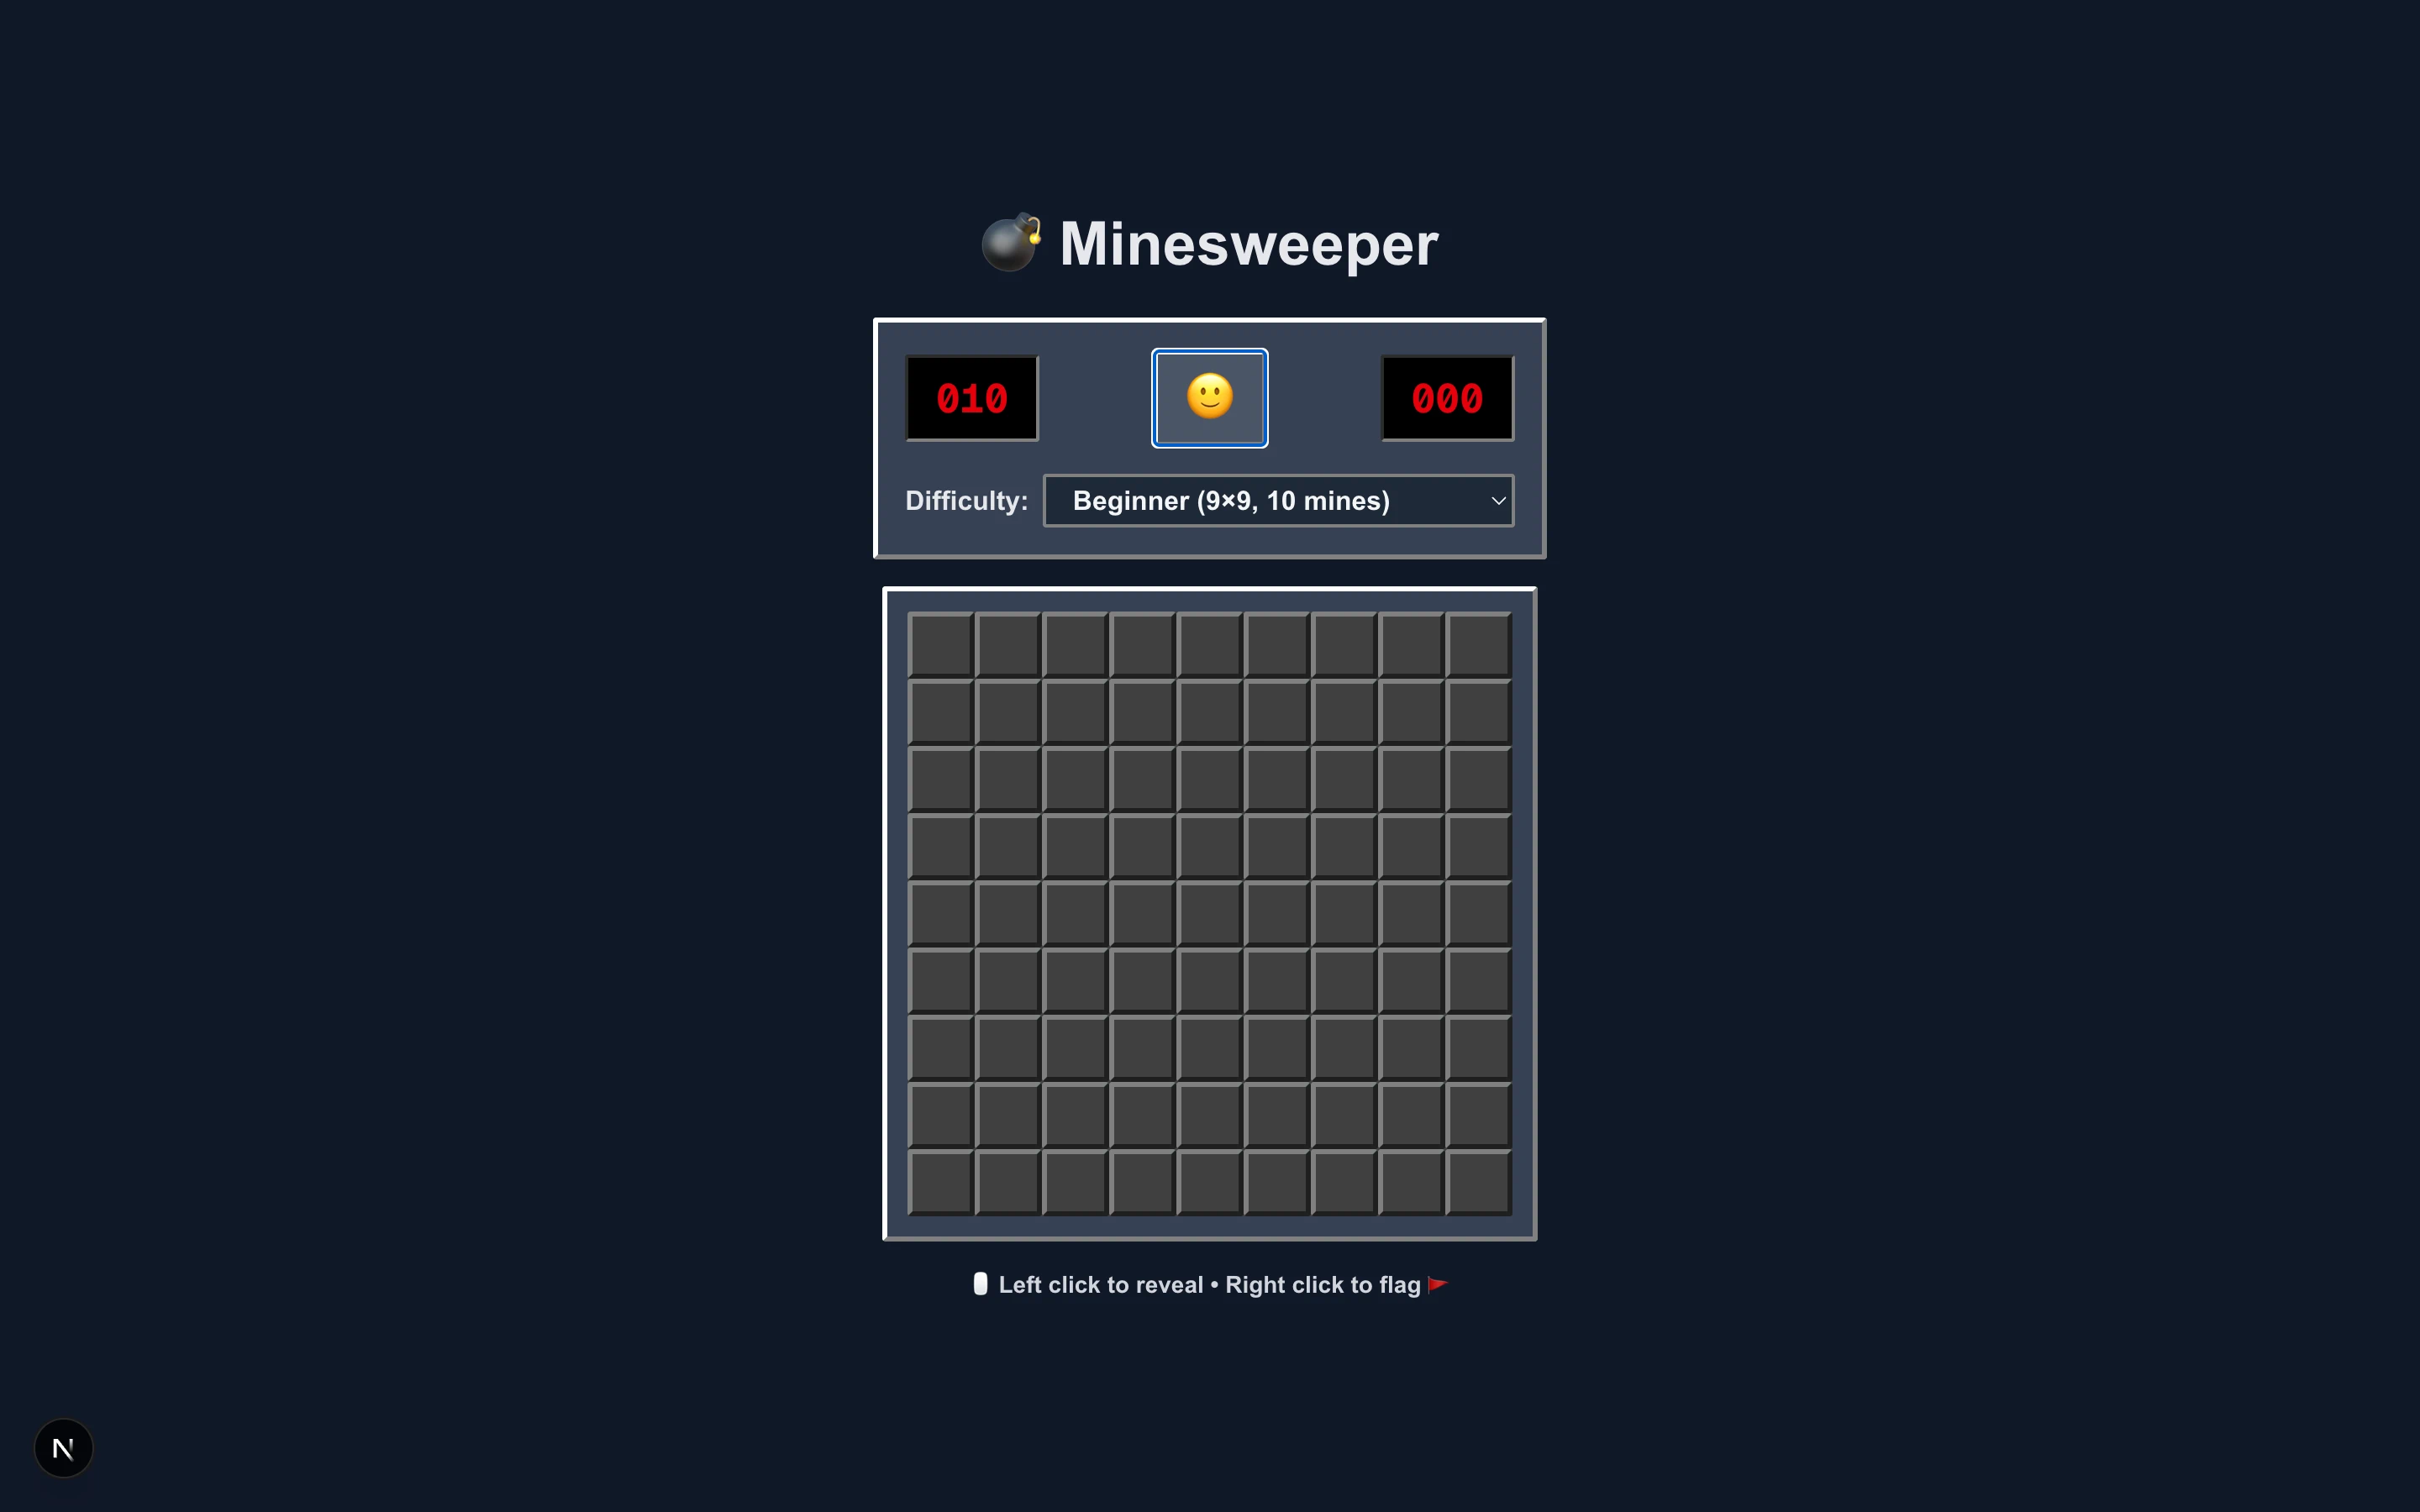 Minesweeper
010
000
Difficulty: Beginner (9×9, 10 mines)
Left click to reveal • Right click to flag
N